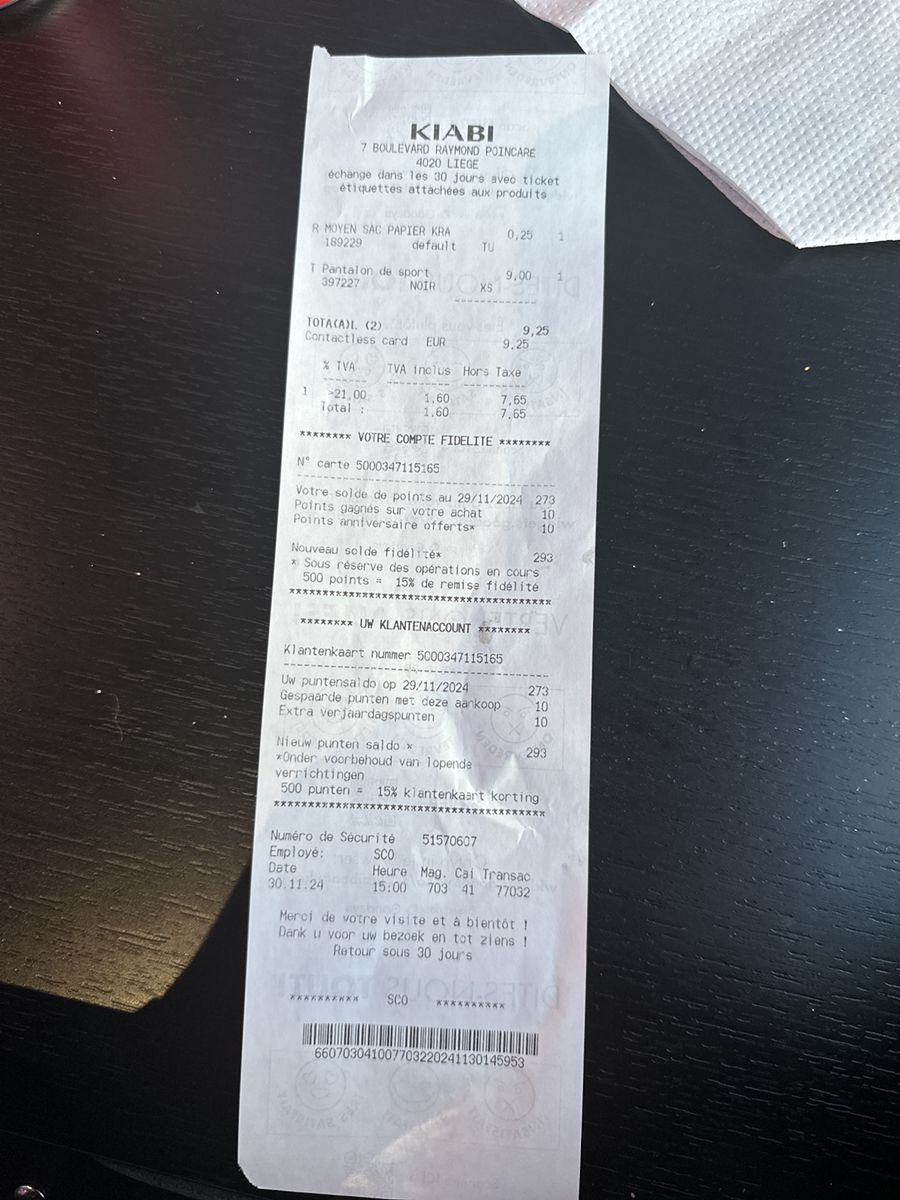 KIABI
7 BOULEVARD RAYMOND POINCARE
4020 LIEGE
échange dans les 30 jours avec ticket
étiquettes attachées aux produits
R MOYEN SAC PAPIER KRA 0,25 1
189229 default TU
T Pantalon de sport 9,00 1
397227 NOIR XS
------------
TOTA(A)L (2) 9,25
Contactless card EUR 9,25
% TVA TVA inclus Hors Taxe
1 >21,00 1,60 7,65
Total : 1,60 7,65
******** VOTRE COMPTE FIDELITE ********
N° carte 5000347115165
Votre solde de points au 29/11/2024 273
Points gagnés sur votre achat 10
Points anniversaire offerts* 10
Nouveau solde fidélité* 293
* Sous réserve des opérations en cours
500 points = 15% de remise fidélité
****************************************
******** UW KLANTENACCOUNT ********
Klantenkaart nummer 5000347115165
Uw puntensaldo op 29/11/2024 273
Gespaarde punten met deze aankoop 10
Extra verjaardagspunten 10
Nieuw punten saldo * 293
*Onder voorbehoud van lopende
verrichtingen
500 punten = 15% klantenkaart korting
****************************************
Numéro de Sécurité 51570607
Employé: SCO
Date Heure Mag. Cai Transac
30.11.24 15:00 703 41 77032
Merci de votre visite et à bientôt !
Dank u voor uw bezoek en tot ziens !
Retour sous 30 jours
********** SCO **********
660703041007703220241130145953